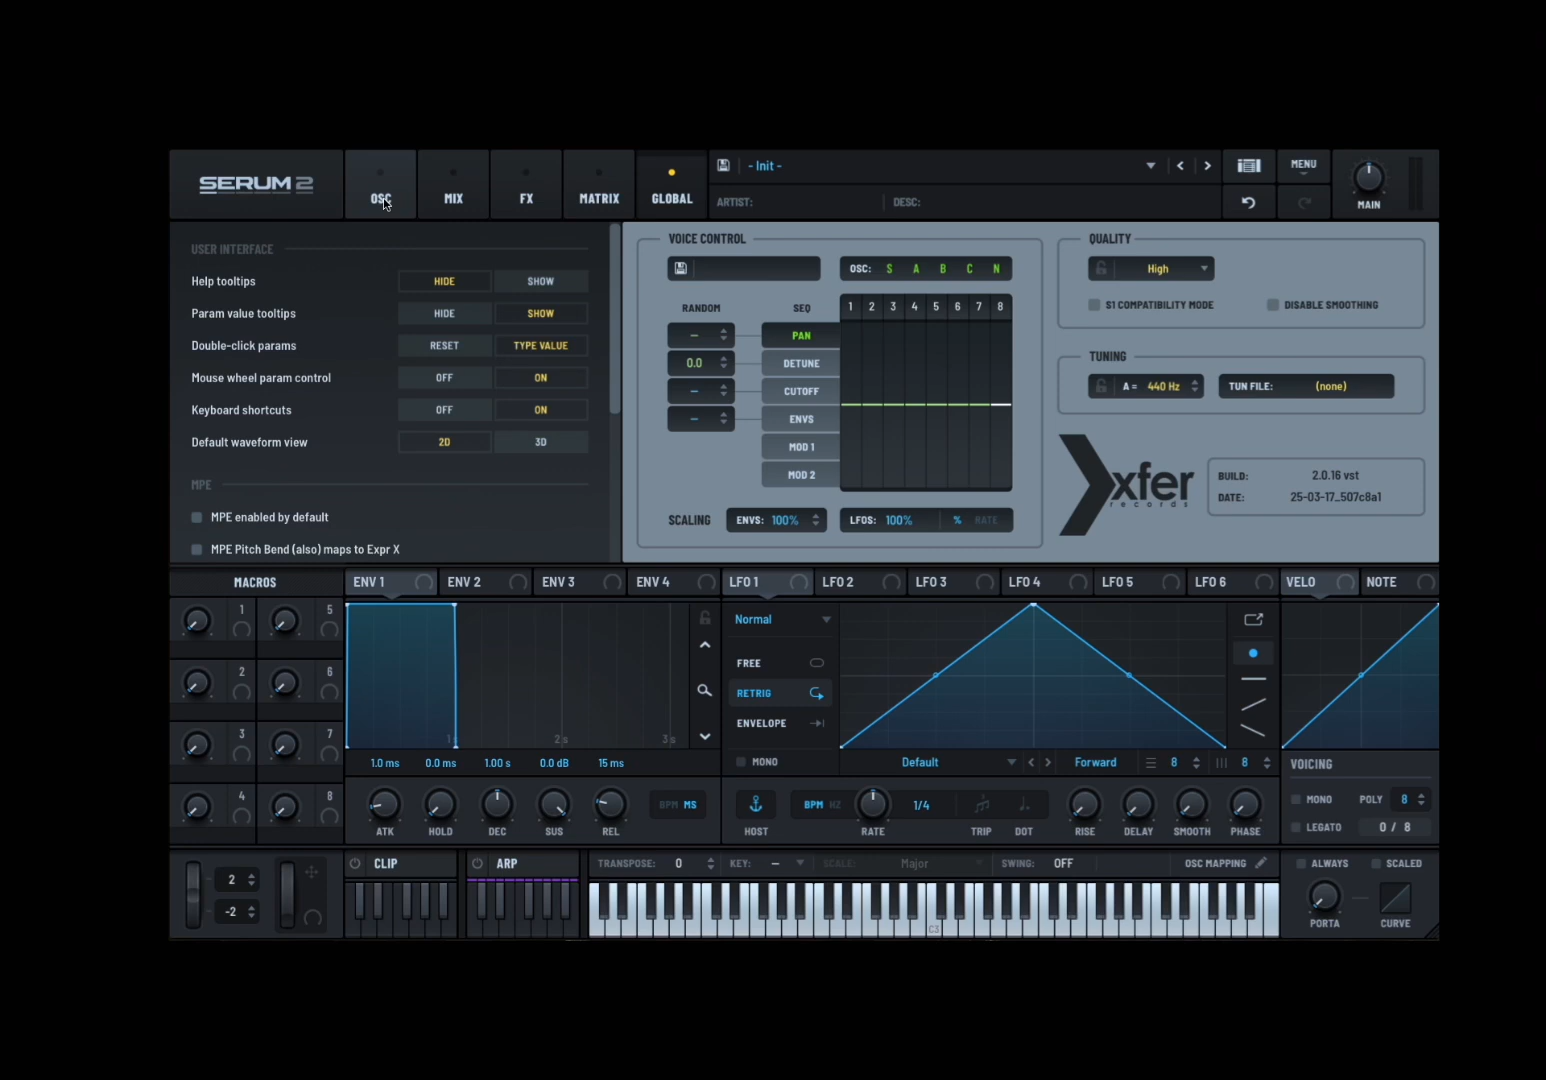 SERUM 2
OSC
MIX
FX
MATRIX
GLOBAL
- Init -
ARTIST:
DESC:
MENU
MAIN
USER INTERFACE
Help tooltips HIDE SHOW
Param value tooltips HIDE SHOW
Double-click params RESET TYPE VALUE
Mouse wheel param control OFF ON
Keyboard shortcuts OFF ON
Default waveform view 2D 3D
MPE
MPE enabled by default
MPE Pitch Bend (also) maps to Expr X
VOICE CONTROL
OSC: S A B C N
RANDOM SEQ 1 2 3 4 5 6 7 8
– PAN
0.0 DETUNE
– CUTOFF
– ENVS
MOD 1
MOD 2
SCALING ENVS: 100% LFOS: 100% % RATE
QUALITY
High
S1 COMPATIBILITY MODE DISABLE SMOOTHING
TUNING
A = 440 Hz TUN FILE: (none)
xfer
records
BUILD: 2.0.16 vst
DATE: 25-03-17_507c8a1
MACROS
1 5
2 6
3 7
4 8
ENV 1 ENV 2 ENV 3 ENV 4
1s 2s 3s
1.0 ms 0.0 ms 1.00 s 0.0 dB 15 ms
ATK HOLD DEC SUS REL
BPM MS
LFO 1 LFO 2 LFO 3 LFO 4 LFO 5 LFO 6
Normal
FREE
RETRIG
ENVELOPE
MONO
Default Forward 8 8
HOST
BPM HZ
RATE
1/4
TRIP DOT
RISE DELAY SMOOTH PHASE
VELO NOTE
VOICING
MONO POLY 8
LEGATO 0 / 8
2
-2
CLIP
ARP
TRANSPOSE: 0 KEY: – SCALE: Major SWING: OFF OSC MAPPING
C3
ALWAYS SCALED
PORTA CURVE